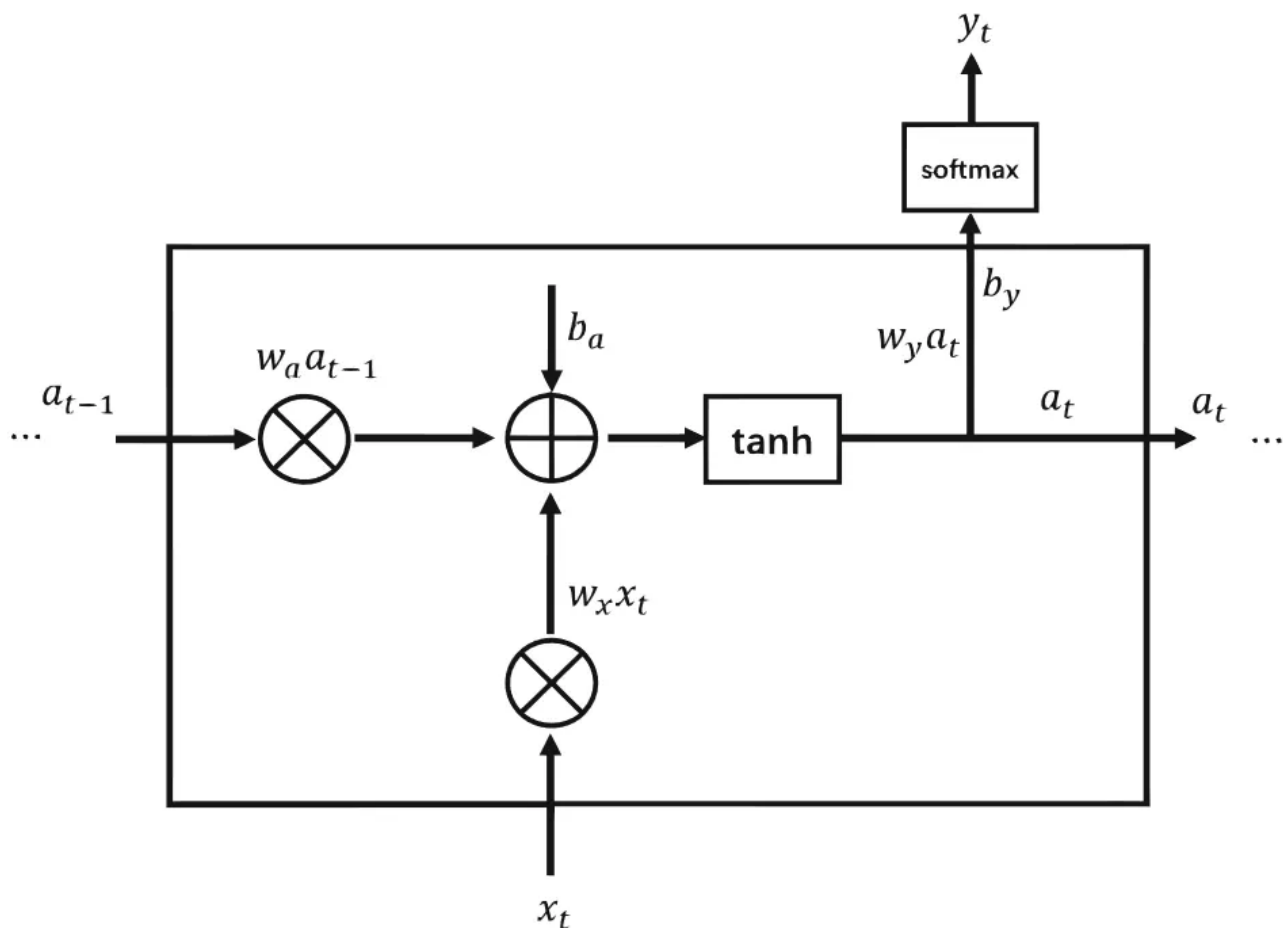 y_t
softmax
b_y
b_a
w_y a_t
w_a a_{t−1}
a_{t−1}
a_t
a_t
...
tanh
...
w_x x_t
x_t